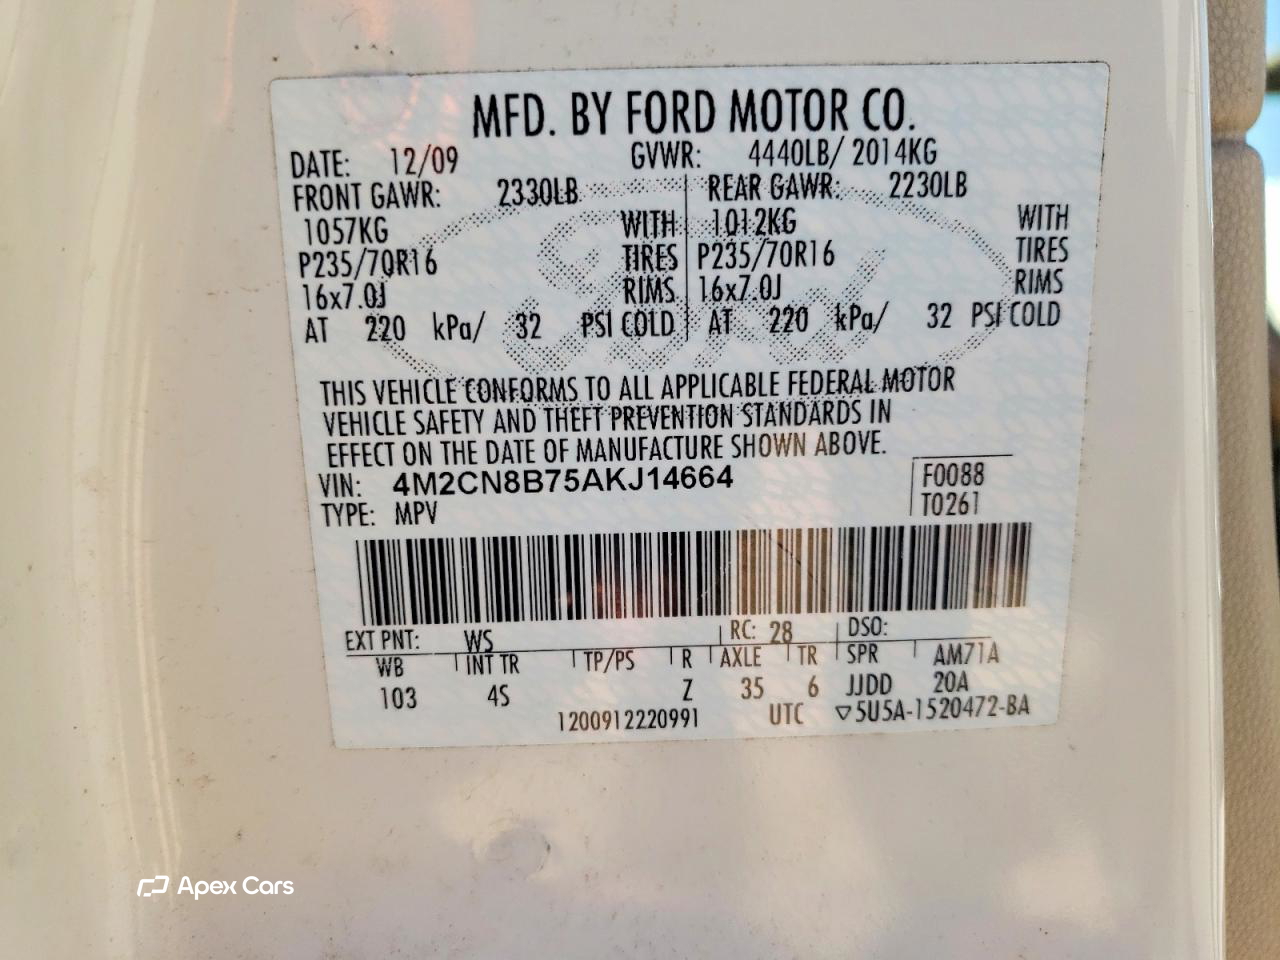 MFD. BY FORD MOTOR CO.
DATE: 12/09 GVWR: 4440LB/ 2014KG
FRONT GAWR: 2330LB REAR GAWR: 2230LB
1057KG WITH 1012KG WITH
P235/70R16 TIRES P235/70R16 TIRES
16x7.0J RIMS 16x7.0J RIMS
AT 220 kPa/ 32 PSI COLD AT 220 kPa/ 32 PSI COLD
THIS VEHICLE CONFORMS TO ALL APPLICABLE FEDERAL MOTOR
VEHICLE SAFETY AND THEFT PREVENTION STANDARDS IN
EFFECT ON THE DATE OF MANUFACTURE SHOWN ABOVE.
VIN: 4M2CN8B75AKJ14664 F0088
TYPE: MPV T0261
EXT PNT: WS RC: 28 DSO:
WB INT TR TP/PS R AXLE TR SPR AM71A
103 4S Z 35 6 JJDD 20A
1200912220991 UTC ▽5U5A-1520472-BA
Apex Cars